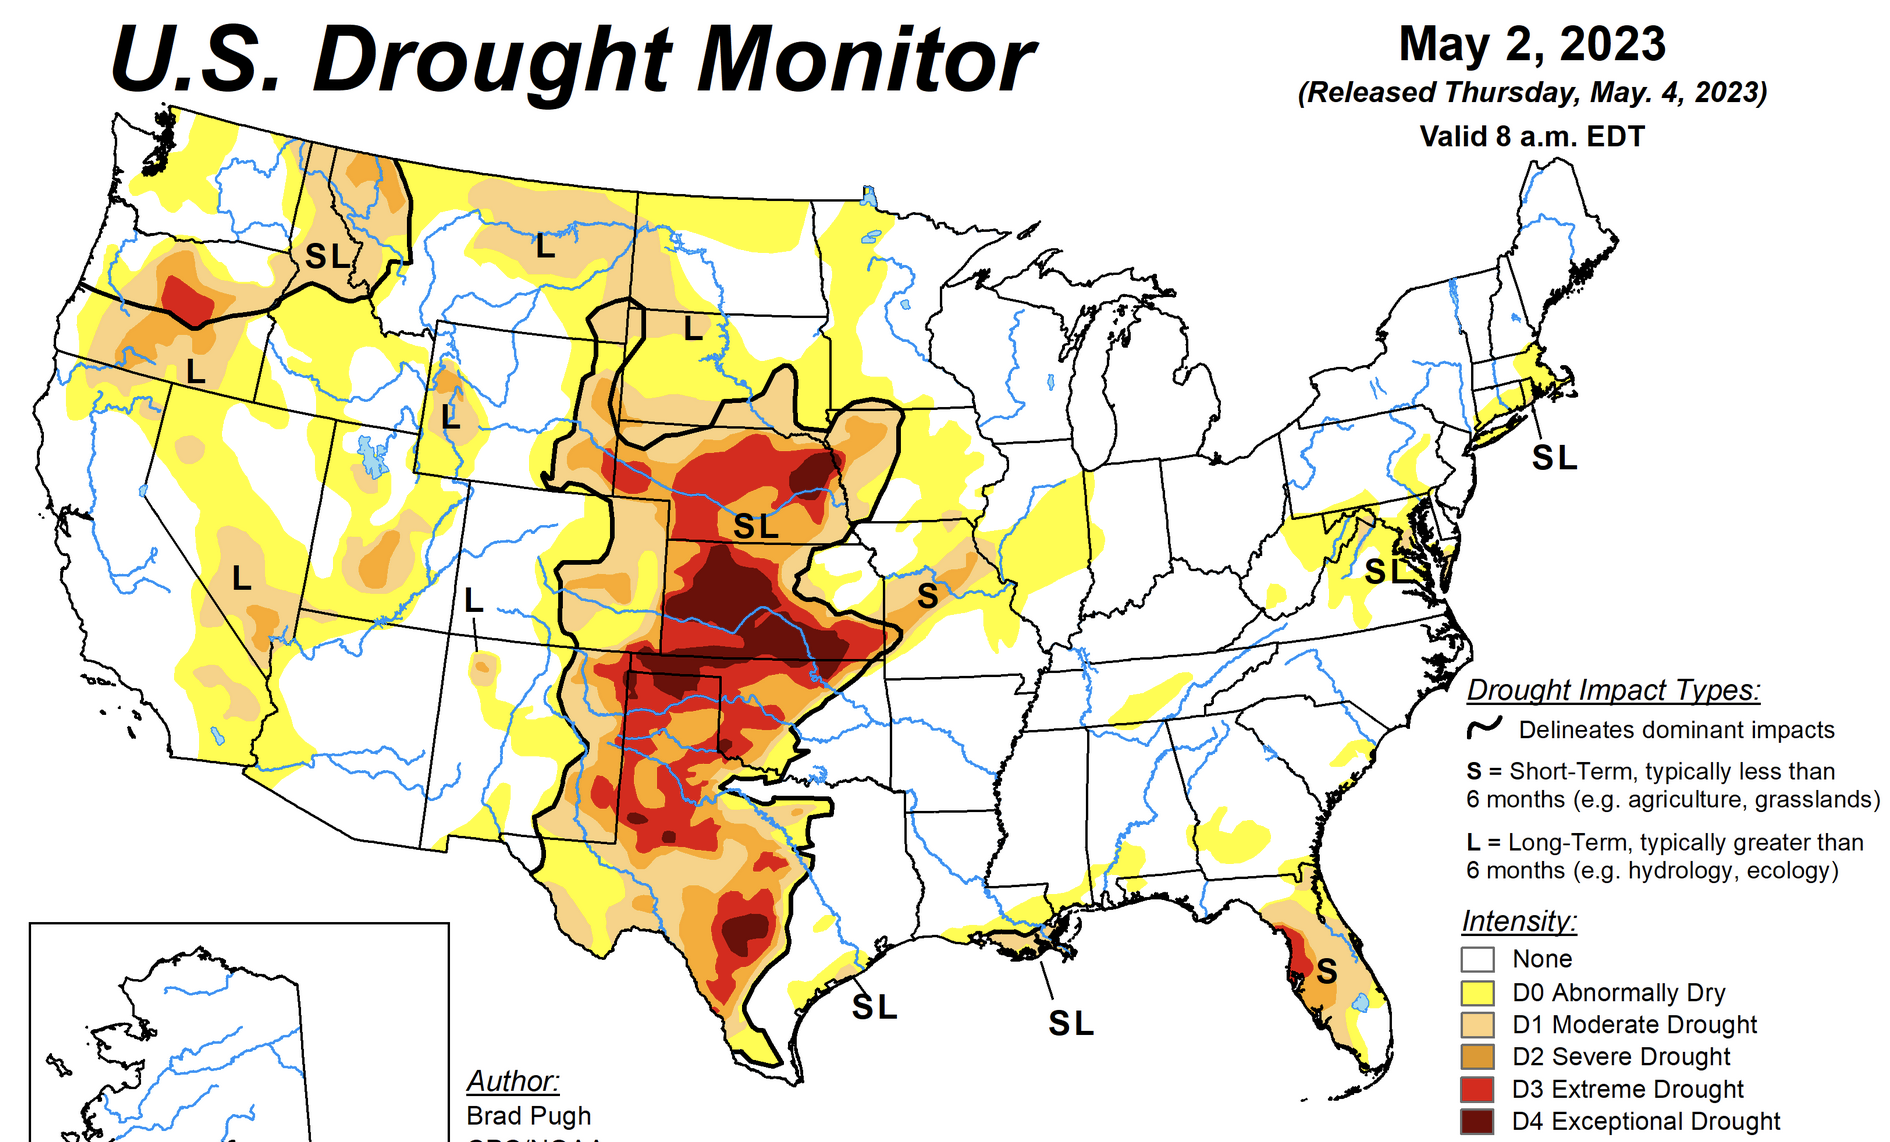 U.S. Drought Monitor
May 2, 2023
(Released Thursday, May. 4, 2023)
Valid 8 a.m. EDT
SL
L
L
L
L
SL
SL
L
L
S
SL
S
SL
SL
Drought Impact Types:
Delineates dominant impacts
S = Short-Term, typically less than
6 months (e.g. agriculture, grasslands)
L = Long-Term, typically greater than
6 months (e.g. hydrology, ecology)
Intensity:
None
D0 Abnormally Dry
D1 Moderate Drought
D2 Severe Drought
D3 Extreme Drought
D4 Exceptional Drought
Author:
Brad Pugh
CPC/NOAA